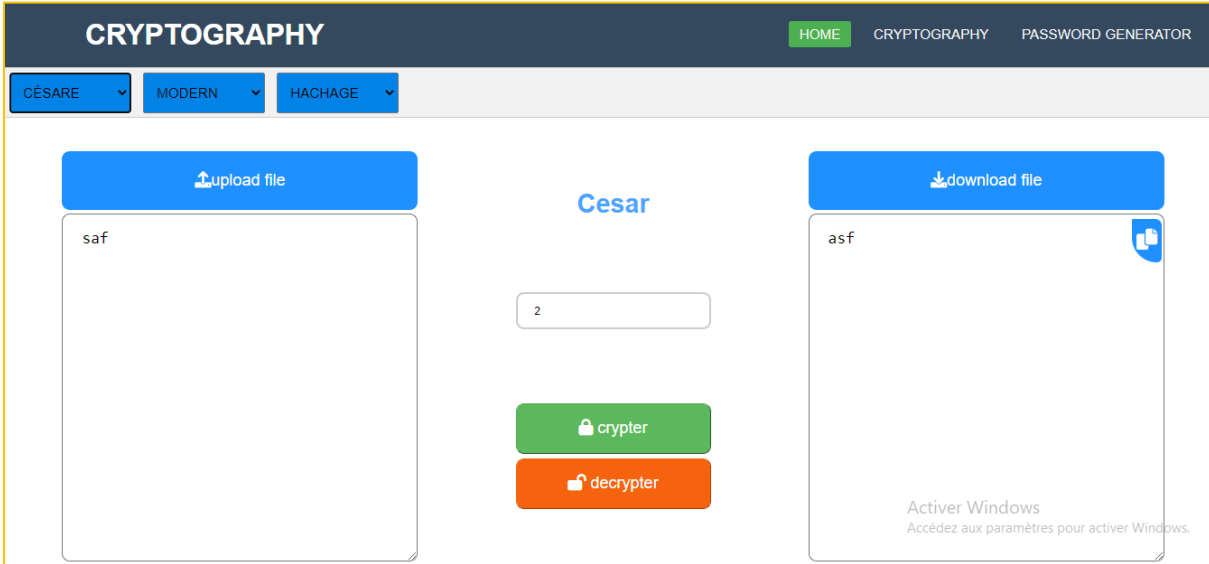 CRYPTOGRAPHY
HOME CRYPTOGRAPHY PASSWORD GENERATOR
CÉSARE MODERN HACHAGE
upload file
download file
Cesar
saf
asf
2
crypter
decrypter
Activer Windows
Accédez aux paramètres pour activer Windows.